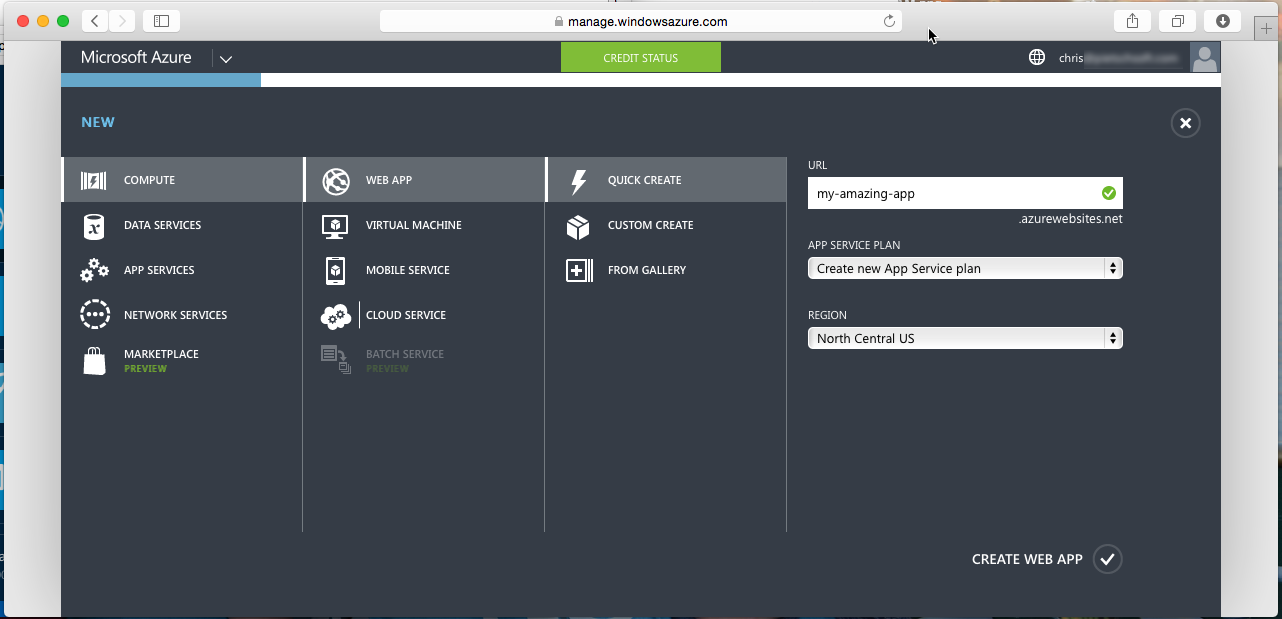 manage.windowsazure.com
Microsoft Azure
CREDIT STATUS
chris
NEW
COMPUTE
DATA SERVICES
APP SERVICES
NETWORK SERVICES
MARKETPLACE
PREVIEW
WEB APP
VIRTUAL MACHINE
MOBILE SERVICE
CLOUD SERVICE
BATCH SERVICE
PREVIEW
QUICK CREATE
CUSTOM CREATE
FROM GALLERY
URL
my-amazing-app
.azurewebsites.net
APP SERVICE PLAN
Create new App Service plan
REGION
North Central US
CREATE WEB APP